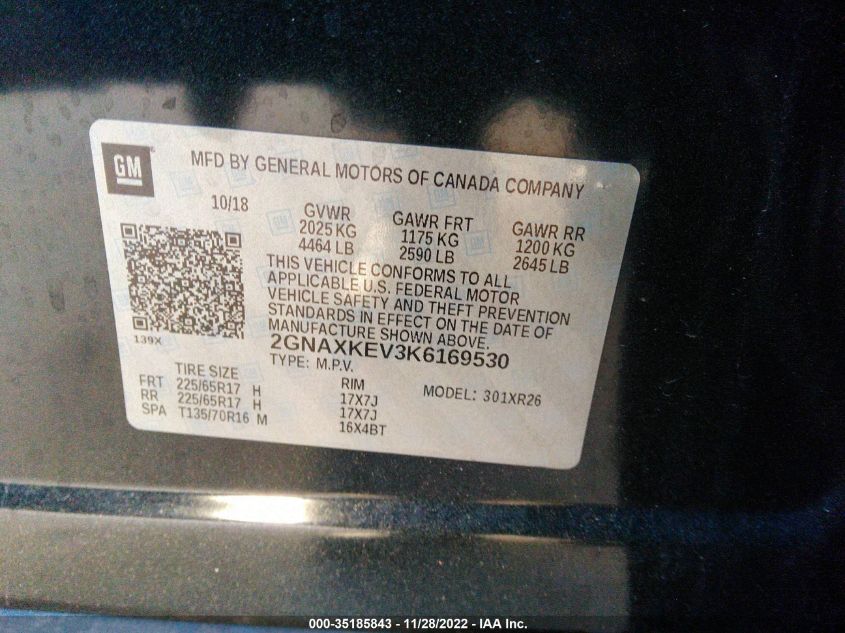 GM
MFD BY GENERAL MOTORS OF CANADA COMPANY
10/18
GVWR
2025 KG
4464 LB
GAWR FRT
1175 KG
2590 LB
GAWR RR
1200 KG
2645 LB
THIS VEHICLE CONFORMS TO ALL
APPLICABLE U.S. FEDERAL MOTOR
VEHICLE SAFETY AND THEFT PREVENTION
STANDARDS IN EFFECT ON THE DATE OF
MANUFACTURE SHOWN ABOVE.
139X
2GNAXKEV3K6169530
TYPE: M.P.V.
MODEL: 301XR26
TIRE SIZE
RIM
FRT 225/65R17 H 17X7J
RR 225/65R17 H 17X7J
SPA T135/70R16 M 16X4BT
000-35185843 — 11/28/2022 — IAA Inc.